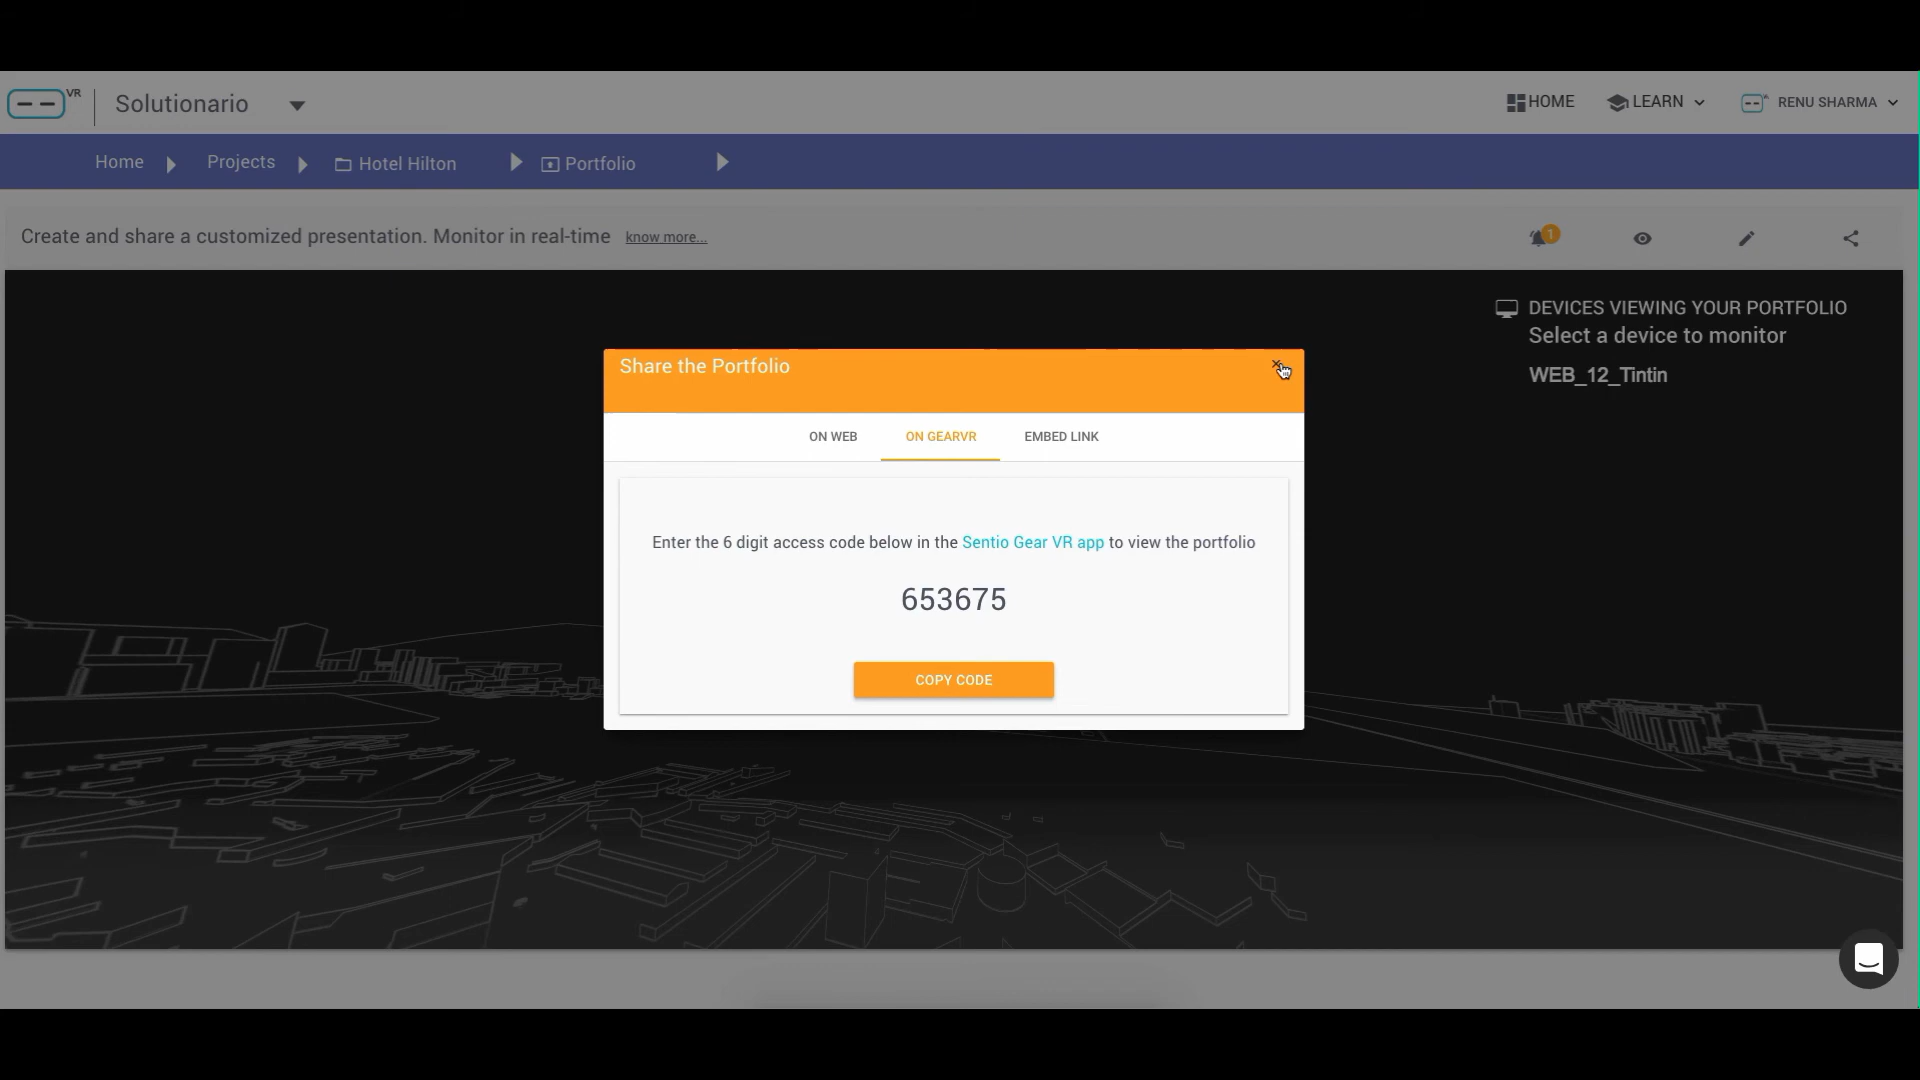 VR
Solutionario
HOME
LEARN
RENU SHARMA
Home
Projects
Hotel Hilton
Portfolio
Create and share a customized presentation. Monitor in real-time know more...
1
DEVICES VIEWING YOUR PORTFOLIO
Select a device to monitor
WEB_12_Tintin
Share the Portfolio
ON WEB
ON GEARVR
EMBED LINK
Enter the 6 digit access code below in the Sentio Gear VR app to view the portfolio
653675
COPY CODE